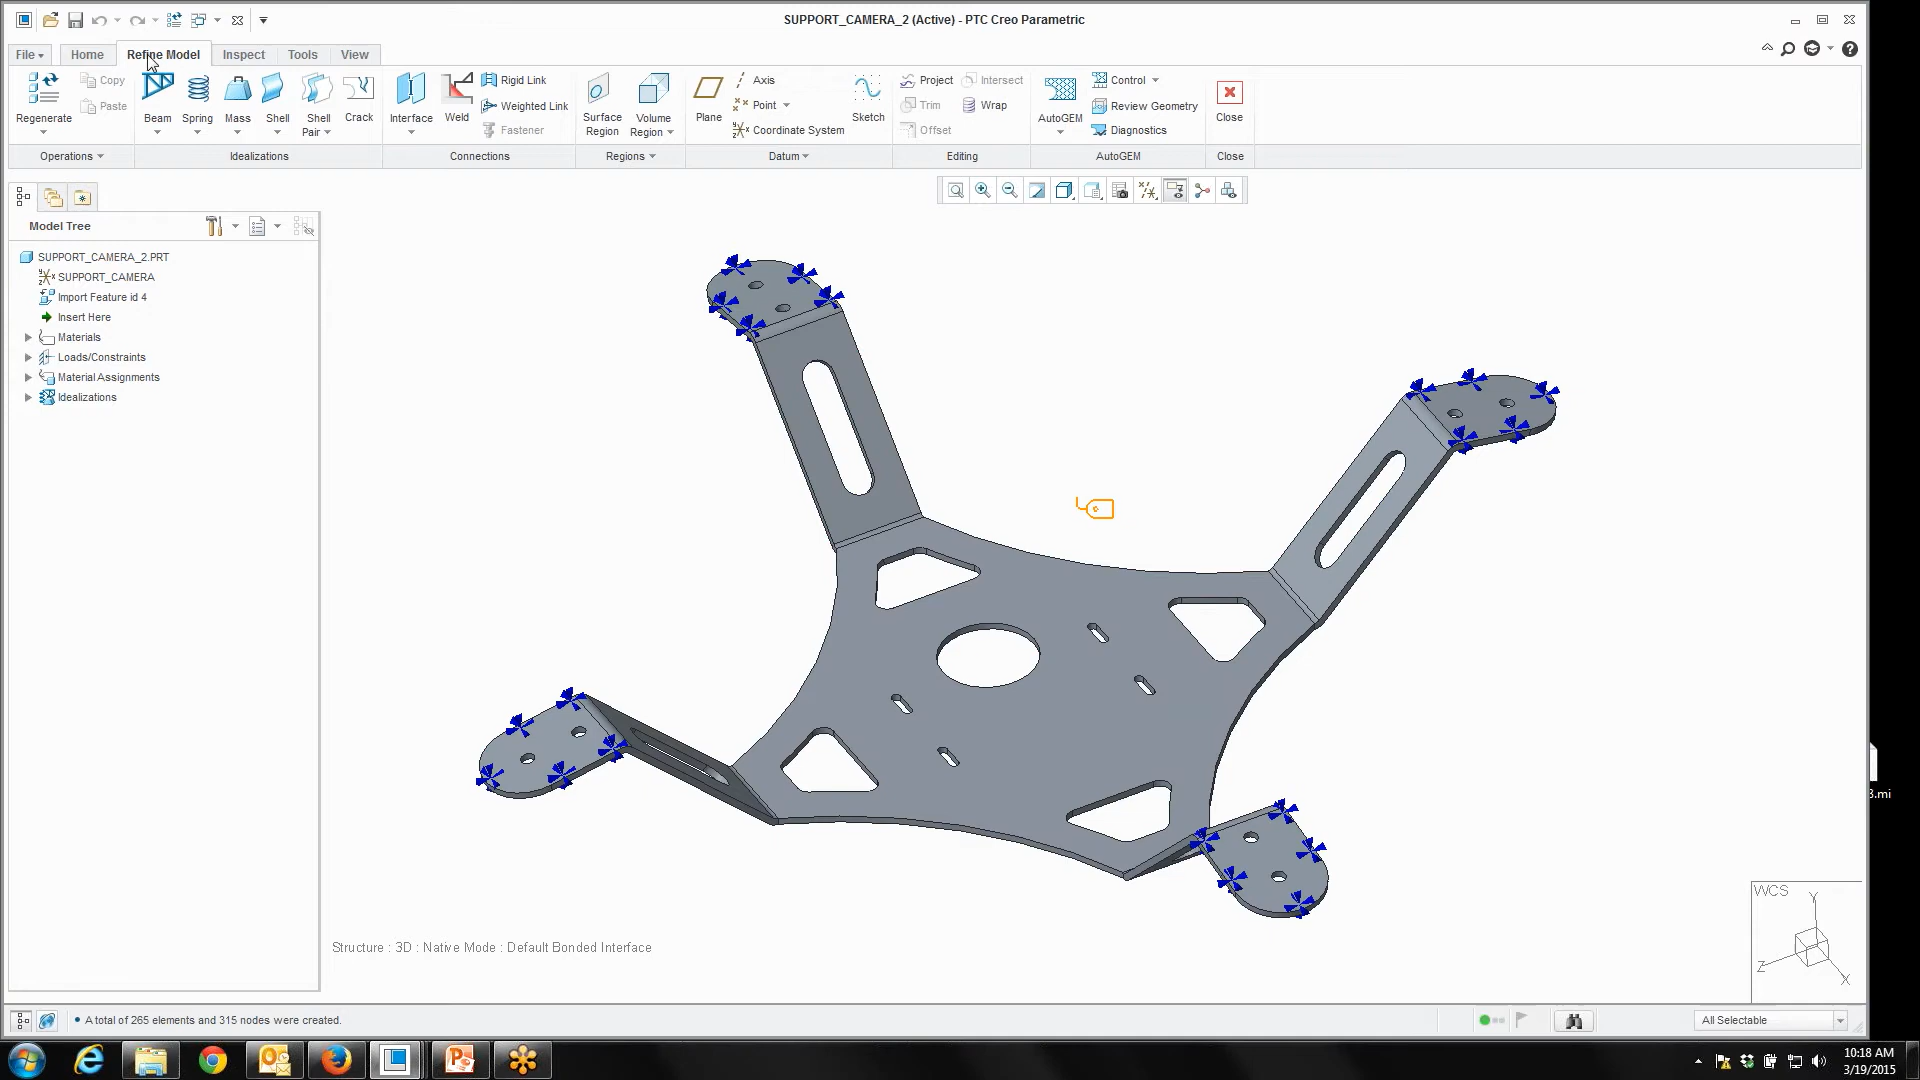 SUPPORT_CAMERA_2 (Active) - PTC Creo Parametric
File Home Refine Model Inspect Tools View
Regenerate Copy Paste
Operations
Beam Spring Mass Shell Shell Pair Crack
Idealizations
Interface Weld Rigid Link Weighted Link Fastener
Connections
Surface Region Volume Region
Regions
Plane Axis Point Coordinate System Sketch
Datum
Project Intersect Trim Wrap Offset
Editing
AutoGEM Control Review Geometry Diagnostics
AutoGEM
Close
Close
Model Tree
SUPPORT_CAMERA_2.PRT
SUPPORT_CAMERA
Import Feature id 4
Insert Here
Materials
Loads/Constraints
Material Assignments
Idealizations
3.mi
WCS
Y
Z
X
Structure : 3D : Native Mode : Default Bonded Interface
A total of 265 elements and 315 nodes were created.
All Selectable
10:18 AM
3/19/2015